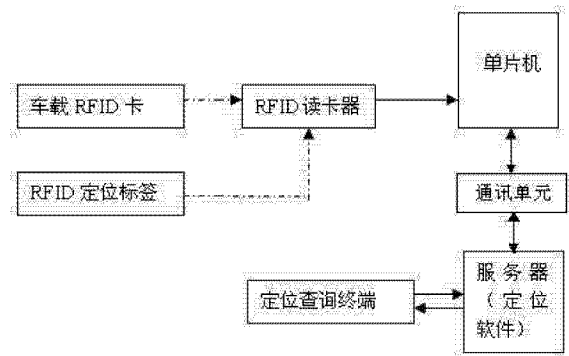 单片机
车载 RFID 卡
RFID 读卡器
RFID 定位标签
通讯单元
服务器
（定位
软件）
定位查询终端